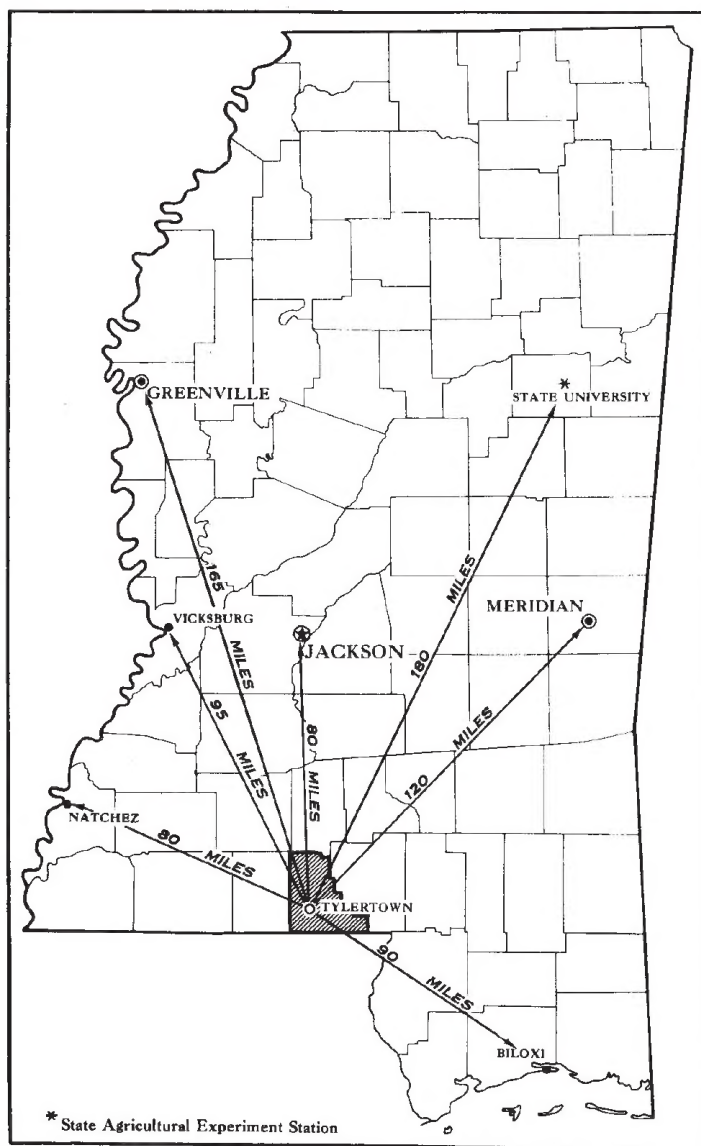 GREENVILLE
*
STATE UNIVERSITY
165 MILES
180 MILES
VICKSBURG
MERIDIAN
JACKSON
95 MILES
80 MILES
120 MILES
NATCHEZ
80 MILES
TYLERTOWN
90 MILES
BILOXI
* State Agricultural Experiment Station